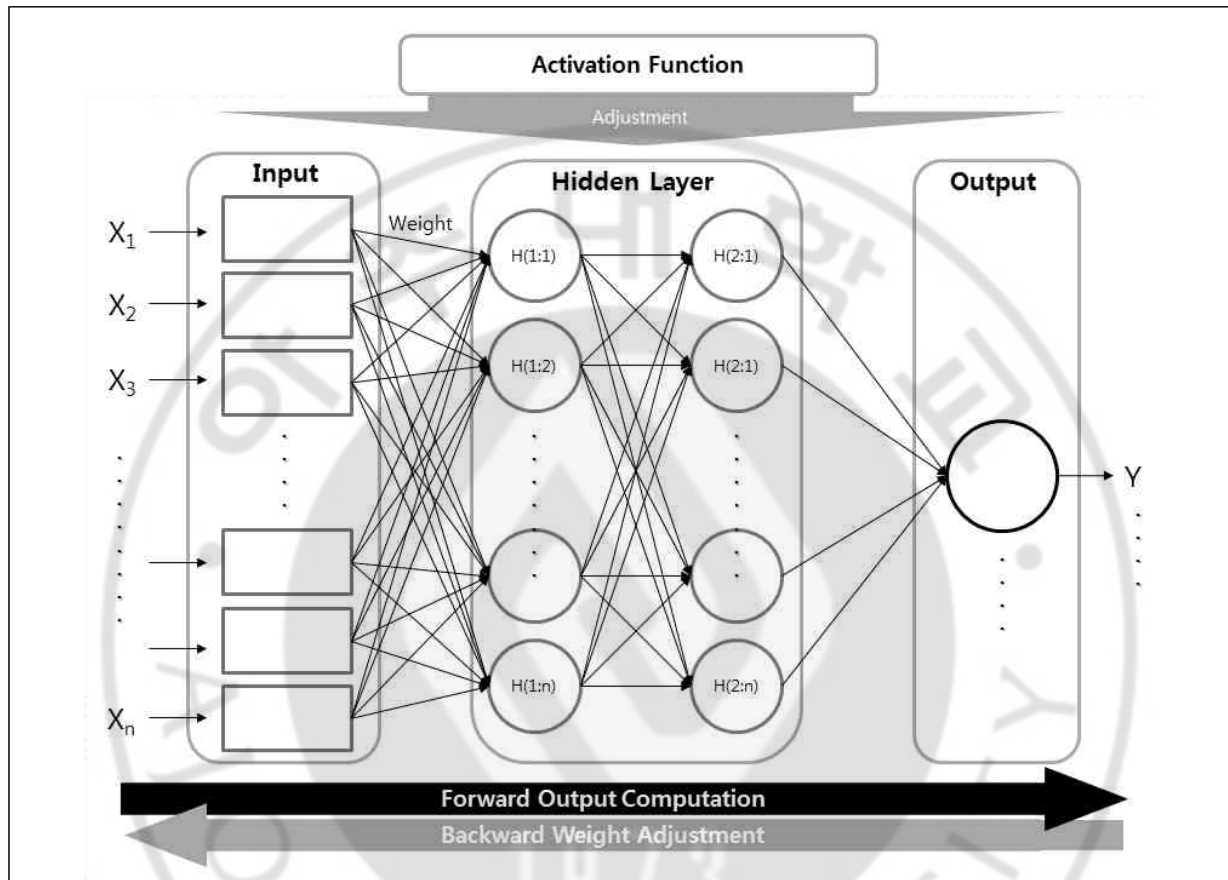 Activation Function
Adjustment
Input
Hidden Layer
Output
Weight
X1
X2
X3
Xn
H(1:1)
H(2:1)
H(1:2)
H(2:1)
H(1:n)
H(2:n)
Y
Forward Output Computation
Backward Weight Adjustment